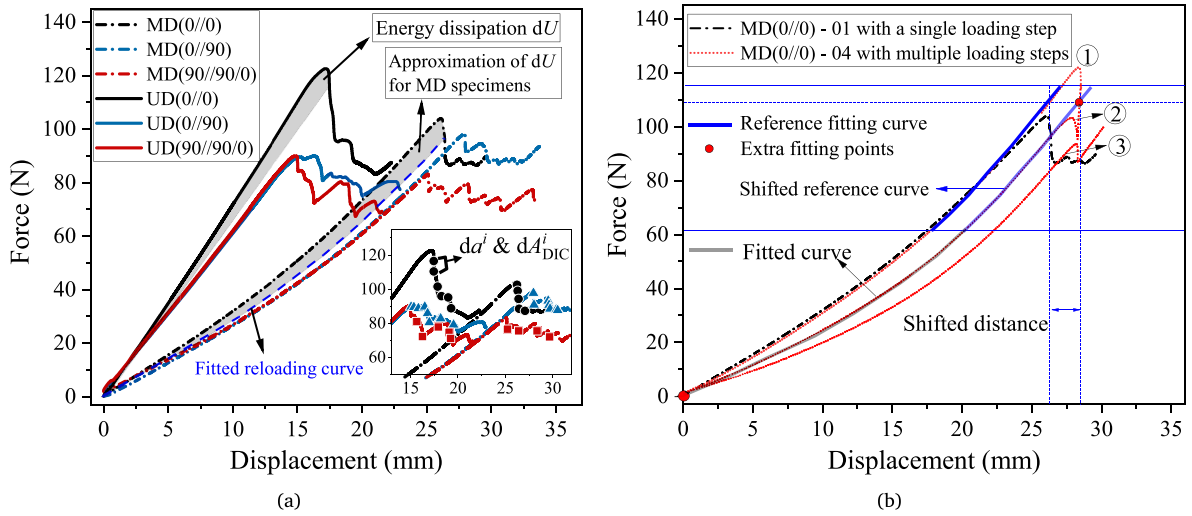 MD(0//0)
MD(0//90)
MD(90//90/0)
UD(0//0)
UD(0//90)
UD(90//90/0)
Energy dissipation dU
Approximation of dU
for MD specimens
Fitted reloading curve
daⁱ & dAⁱDIC
120
100
80
60
15 20 25 30
140
120
100
80
60
40
20
0
Force (N)
0 5 10 15 20 25 30 35
Displacement (mm)
(a)
MD(0//0) - 01 with a single loading step
MD(0//0) - 04 with multiple loading steps
1
2
3
Reference fitting curve
Extra fitting points
Shifted reference curve
Fitted curve
Shifted distance
140
120
100
80
60
40
20
0
Force (N)
0 5 10 15 20 25 30 35
Displacement (mm)
(b)